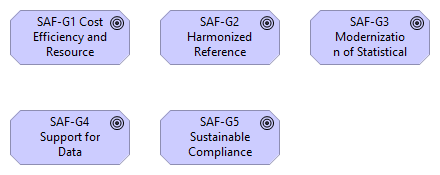 SAF-G1 Cost
Efficiency and
Resource
SAF-G2
Harmonized
Reference
SAF-G3
Modernizatio
n of Statistical
SAF-G4
Support for
Data
SAF-G5
Sustainable
Compliance